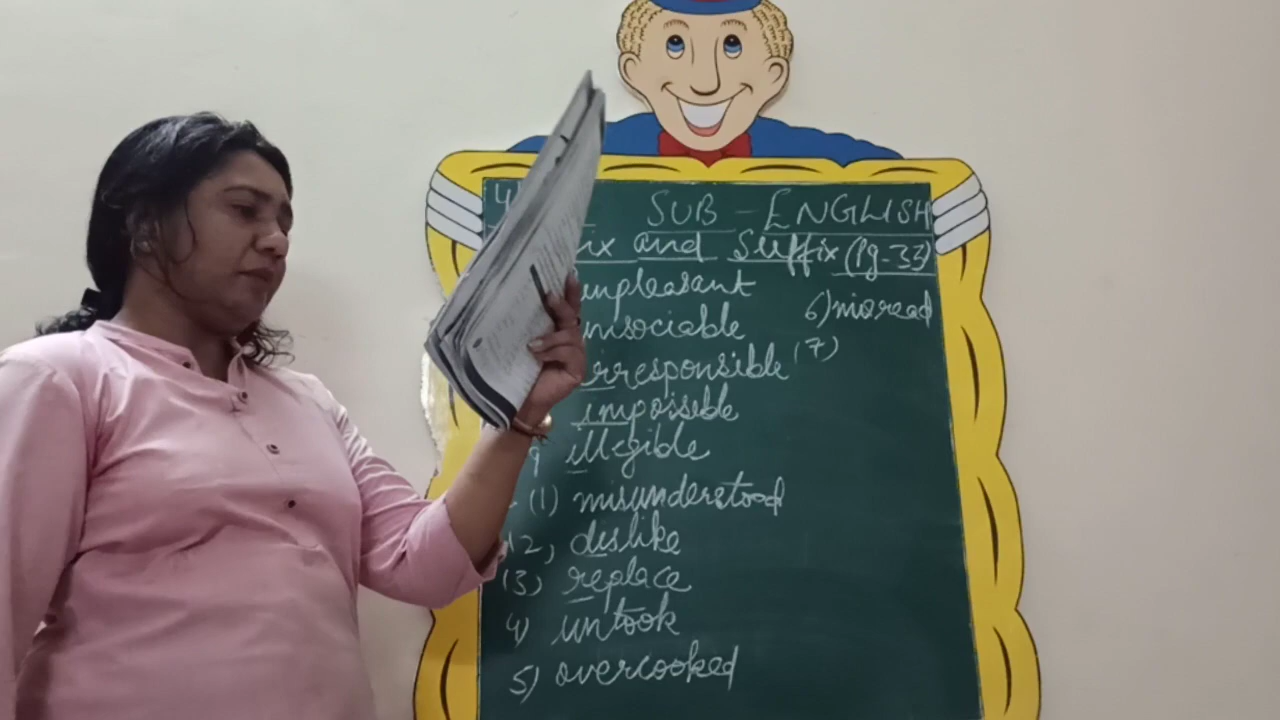 SUB - ENGLISH
ix and Suffix (Pg-33)
unpleasant
unsociable
irresponsible
impossible
illegible
(1) misunderstood
2, dislike
(3) replace
4) untook
5) overcooked
6) misread
(7)